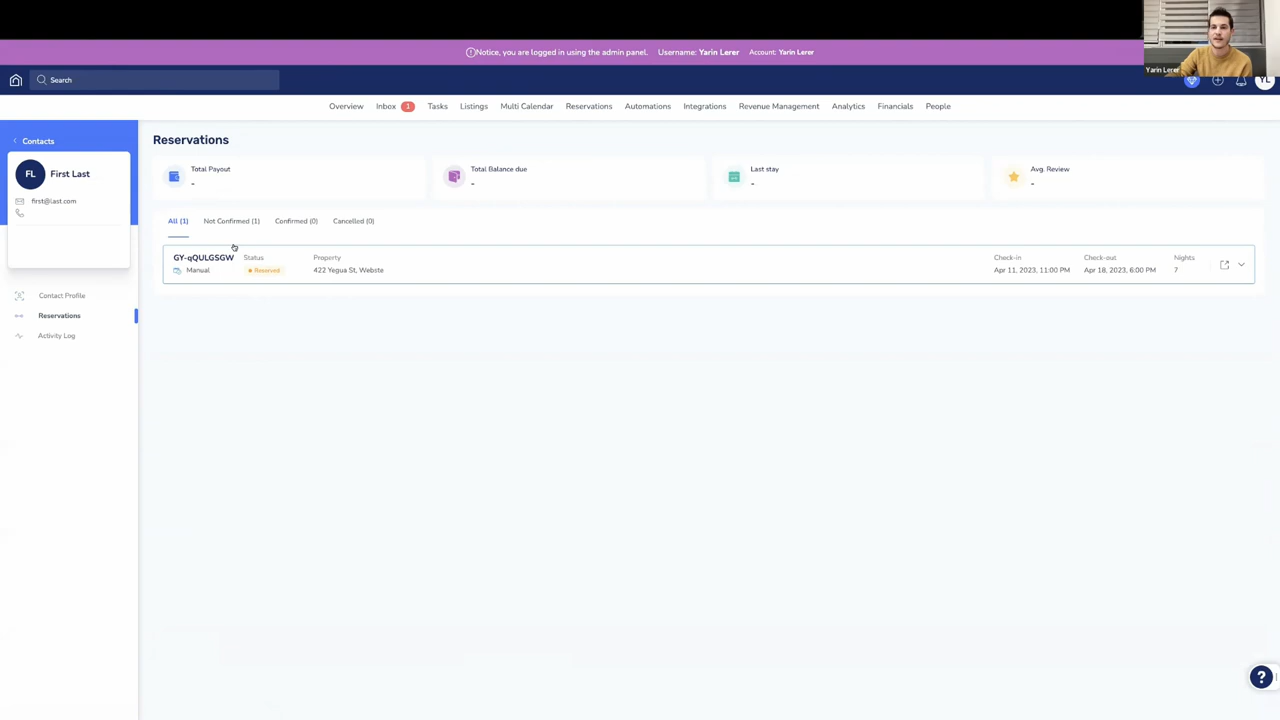 Notice, you are logged in using the admin panel. Username: Yarin Lerer Account: Yarin Lerer
Yarin Lerer
Search
YL
Overview Inbox 1 Tasks Listings Multi Calendar Reservations Automations Integrations Revenue Management Analytics Financials People
Contacts
FL First Last
first@last.com
Contact Profile
Reservations
Activity Log
Reservations
Total Payout
-
Total Balance due
-
Last stay
-
Avg. Review
-
All (1) Not Confirmed (1) Confirmed (0) Cancelled (0)
GY-qQULGSGW Status Property Check-in Check-out Nights
Manual Reserved 422 Yegua St, Webste Apr 11, 2023, 11:00 PM Apr 18, 2023, 6:00 PM 7
?